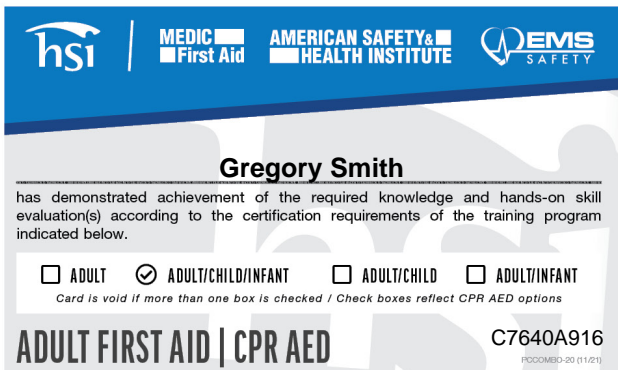 hsi
MEDIC
First Aid
AMERICAN SAFETY&
HEALTH INSTITUTE
EMS
SAFETY
Gregory Smith
has demonstrated achievement of the required knowledge and hands-on skill
evaluation(s) according to the certification requirements of the training program
indicated below.
ADULT ADULT/CHILD/INFANT ADULT/CHILD ADULT/INFANT
Card is void if more than one box is checked / Check boxes reflect CPR AED options
ADULT FIRST AID | CPR AED
C7640A916
PCCOMBO-20 (11/21)